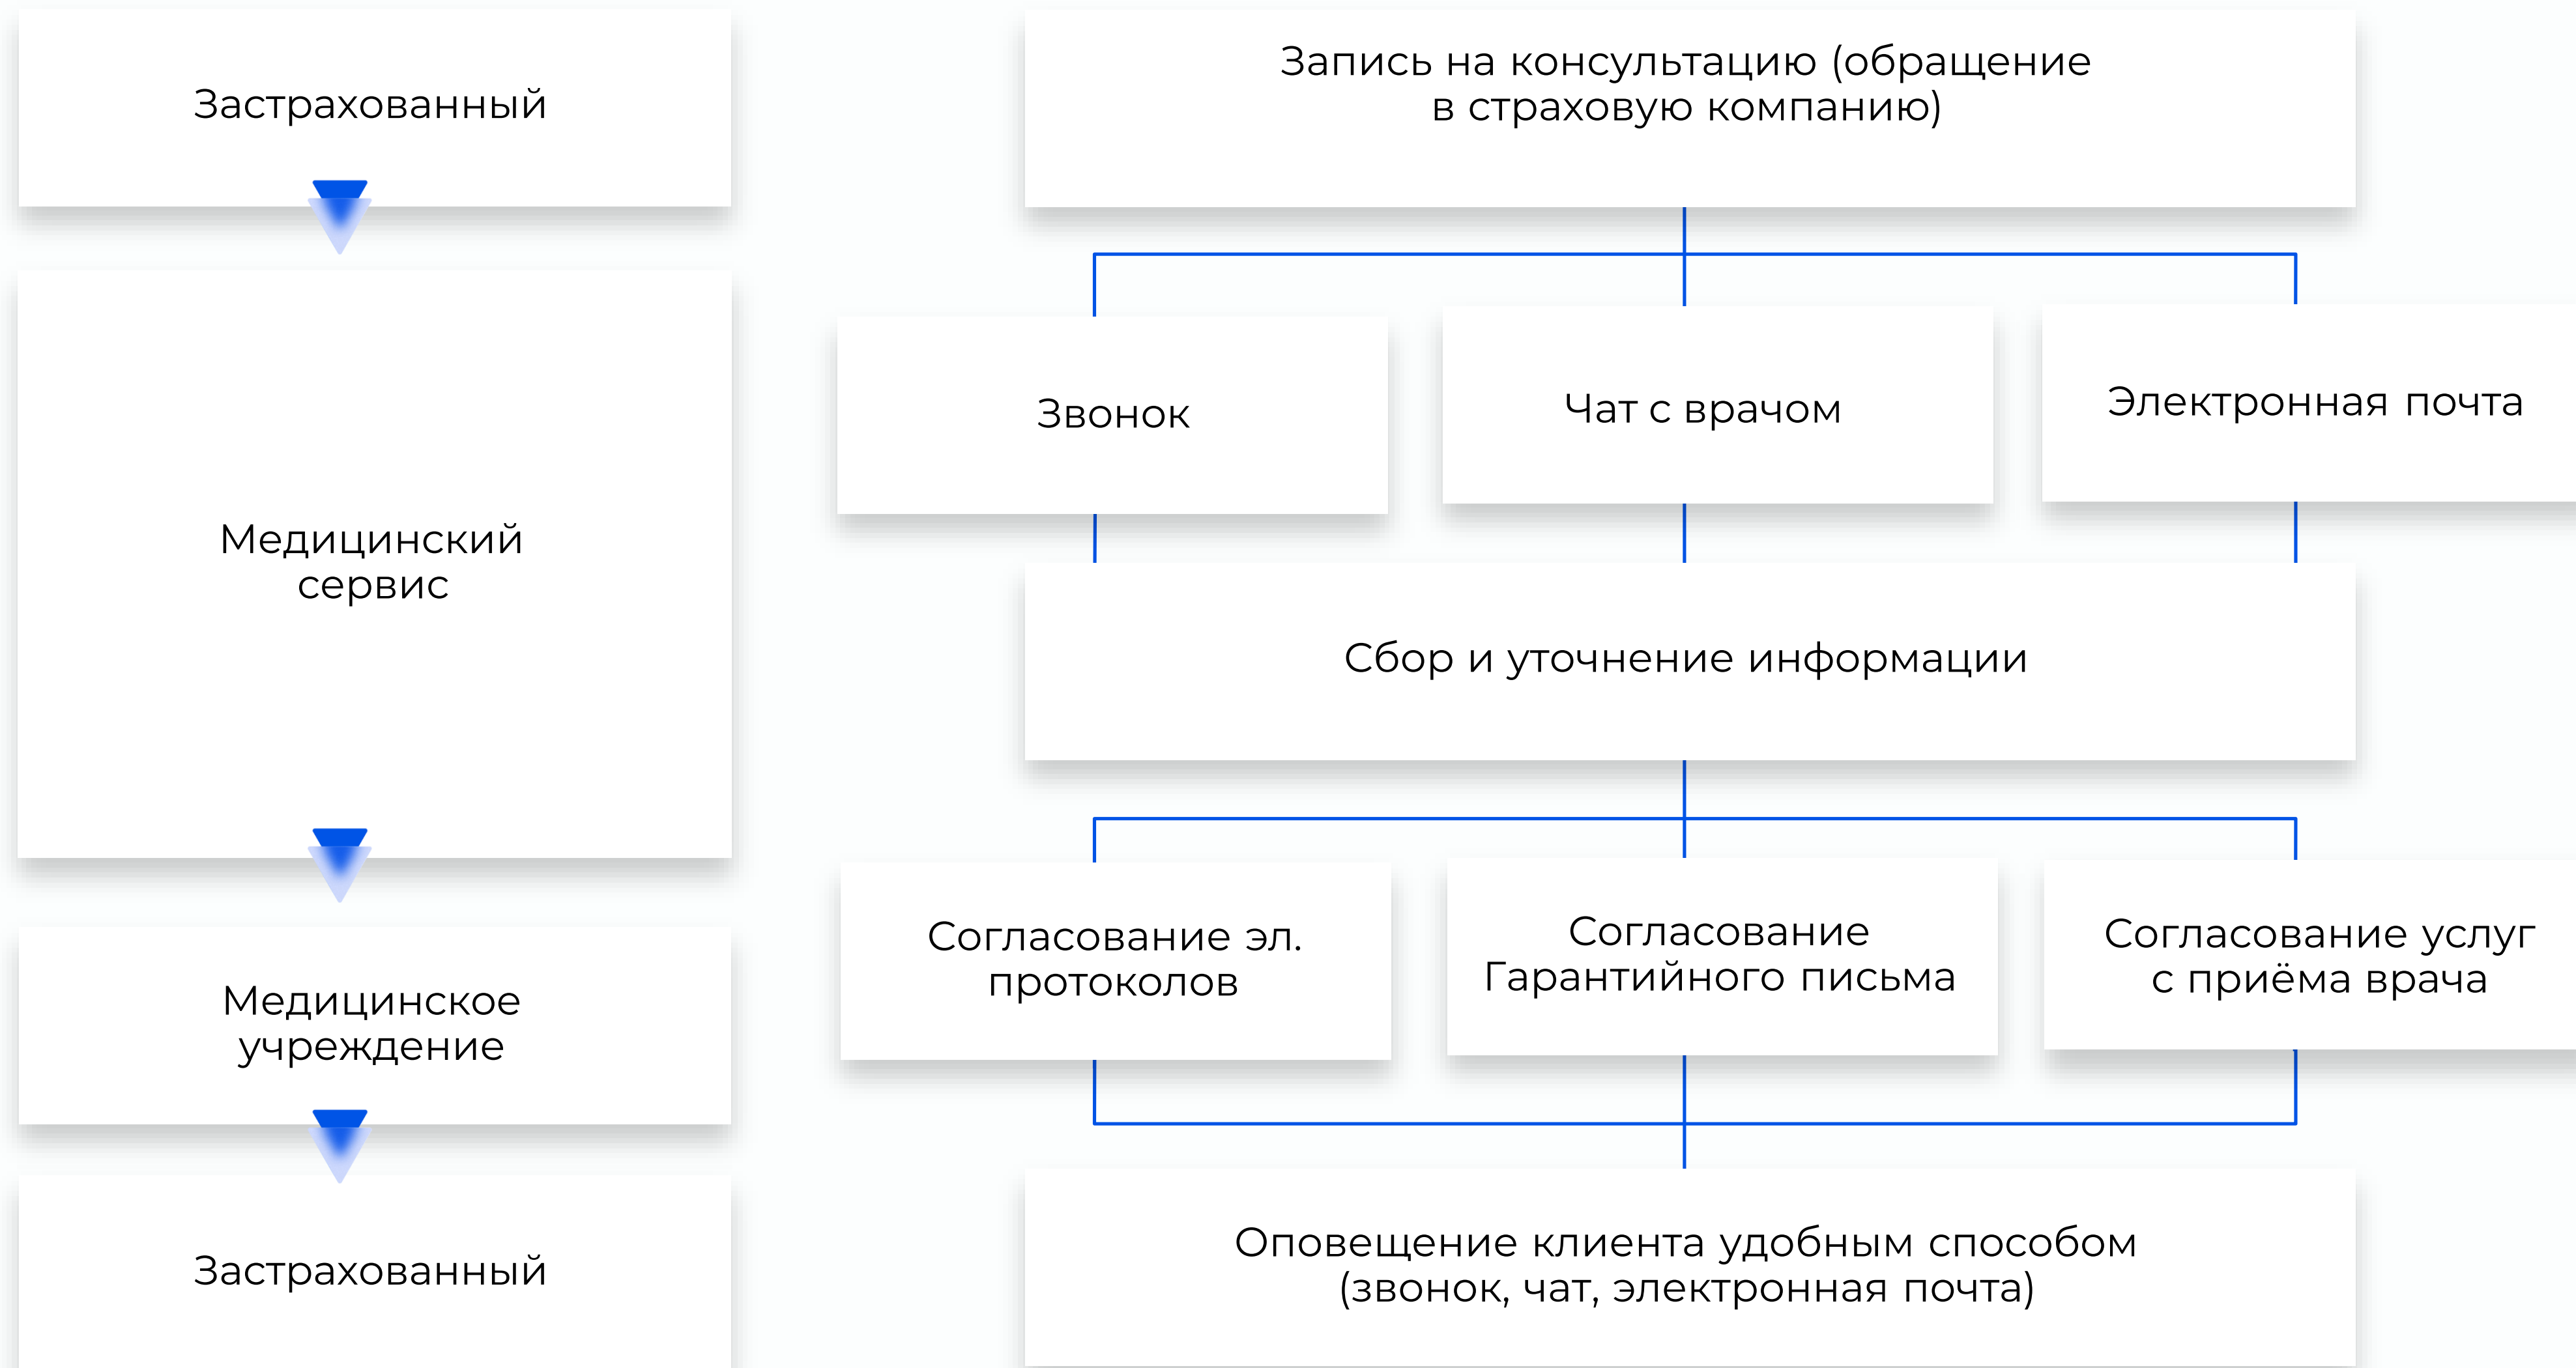 Застрахованный
Запись на консультацию (обращение
в страховую компанию)
Медицинский
сервис
Звонок
Чат с врачом
Электронная почта
Сбор и уточнение информации
Медицинское
учреждение
Согласование эл.
протоколов
Согласование
Гарантийного письма
Согласование услуг
с приёма врача
Застрахованный
Оповещение клиента удобным способом
(звонок, чат, электронная почта)